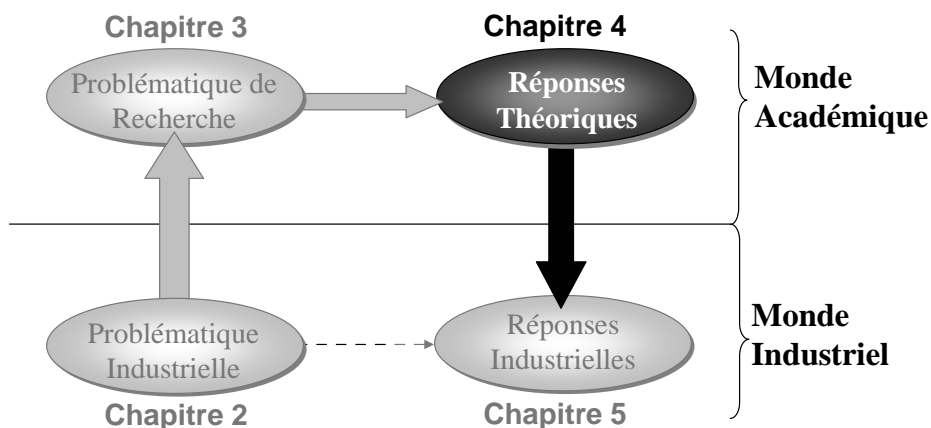 Chapitre 3
Chapitre 4
Problématique de
Recherche
Réponses
Théoriques
Monde
Académique
Problématique
Industrielle
Réponses
Industrielles
Monde
Industriel
Chapitre 2
Chapitre 5